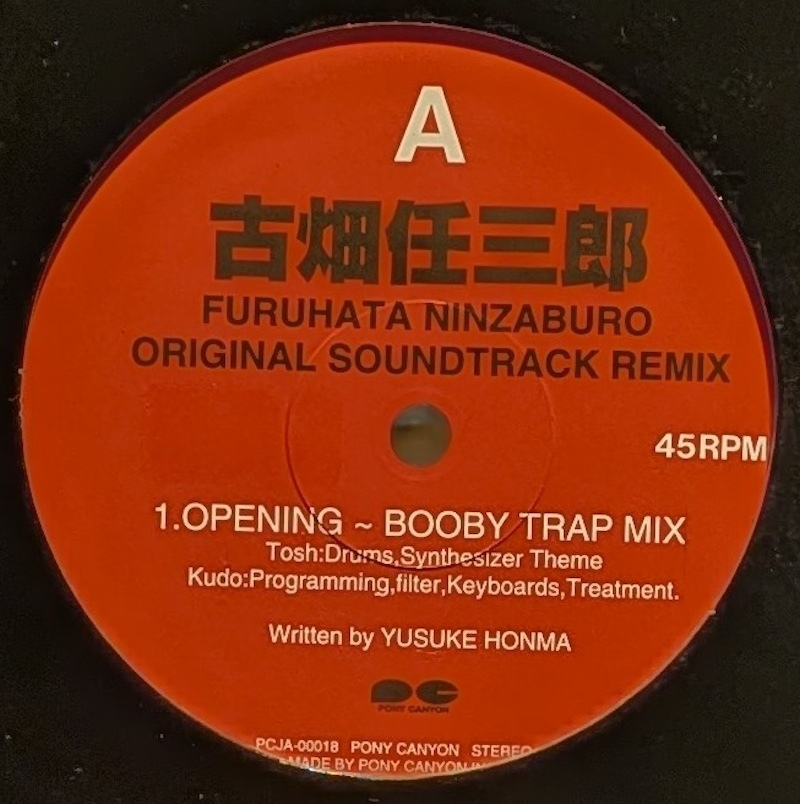 A
古畑任三郎
FURUHATA NINZABURO
ORIGINAL SOUNDTRACK REMIX
45RPM
1.OPENING ~ BOOBY TRAP MIX
Tosh:Drums,Synthesizer Theme
Kudo:Programming,filter,Keyboards,Treatment.
Written by YUSUKE HONMA
PC
PONY CANYON
PCJA-00018 PONY CANYON STEREO
MADE BY PONY CANYON